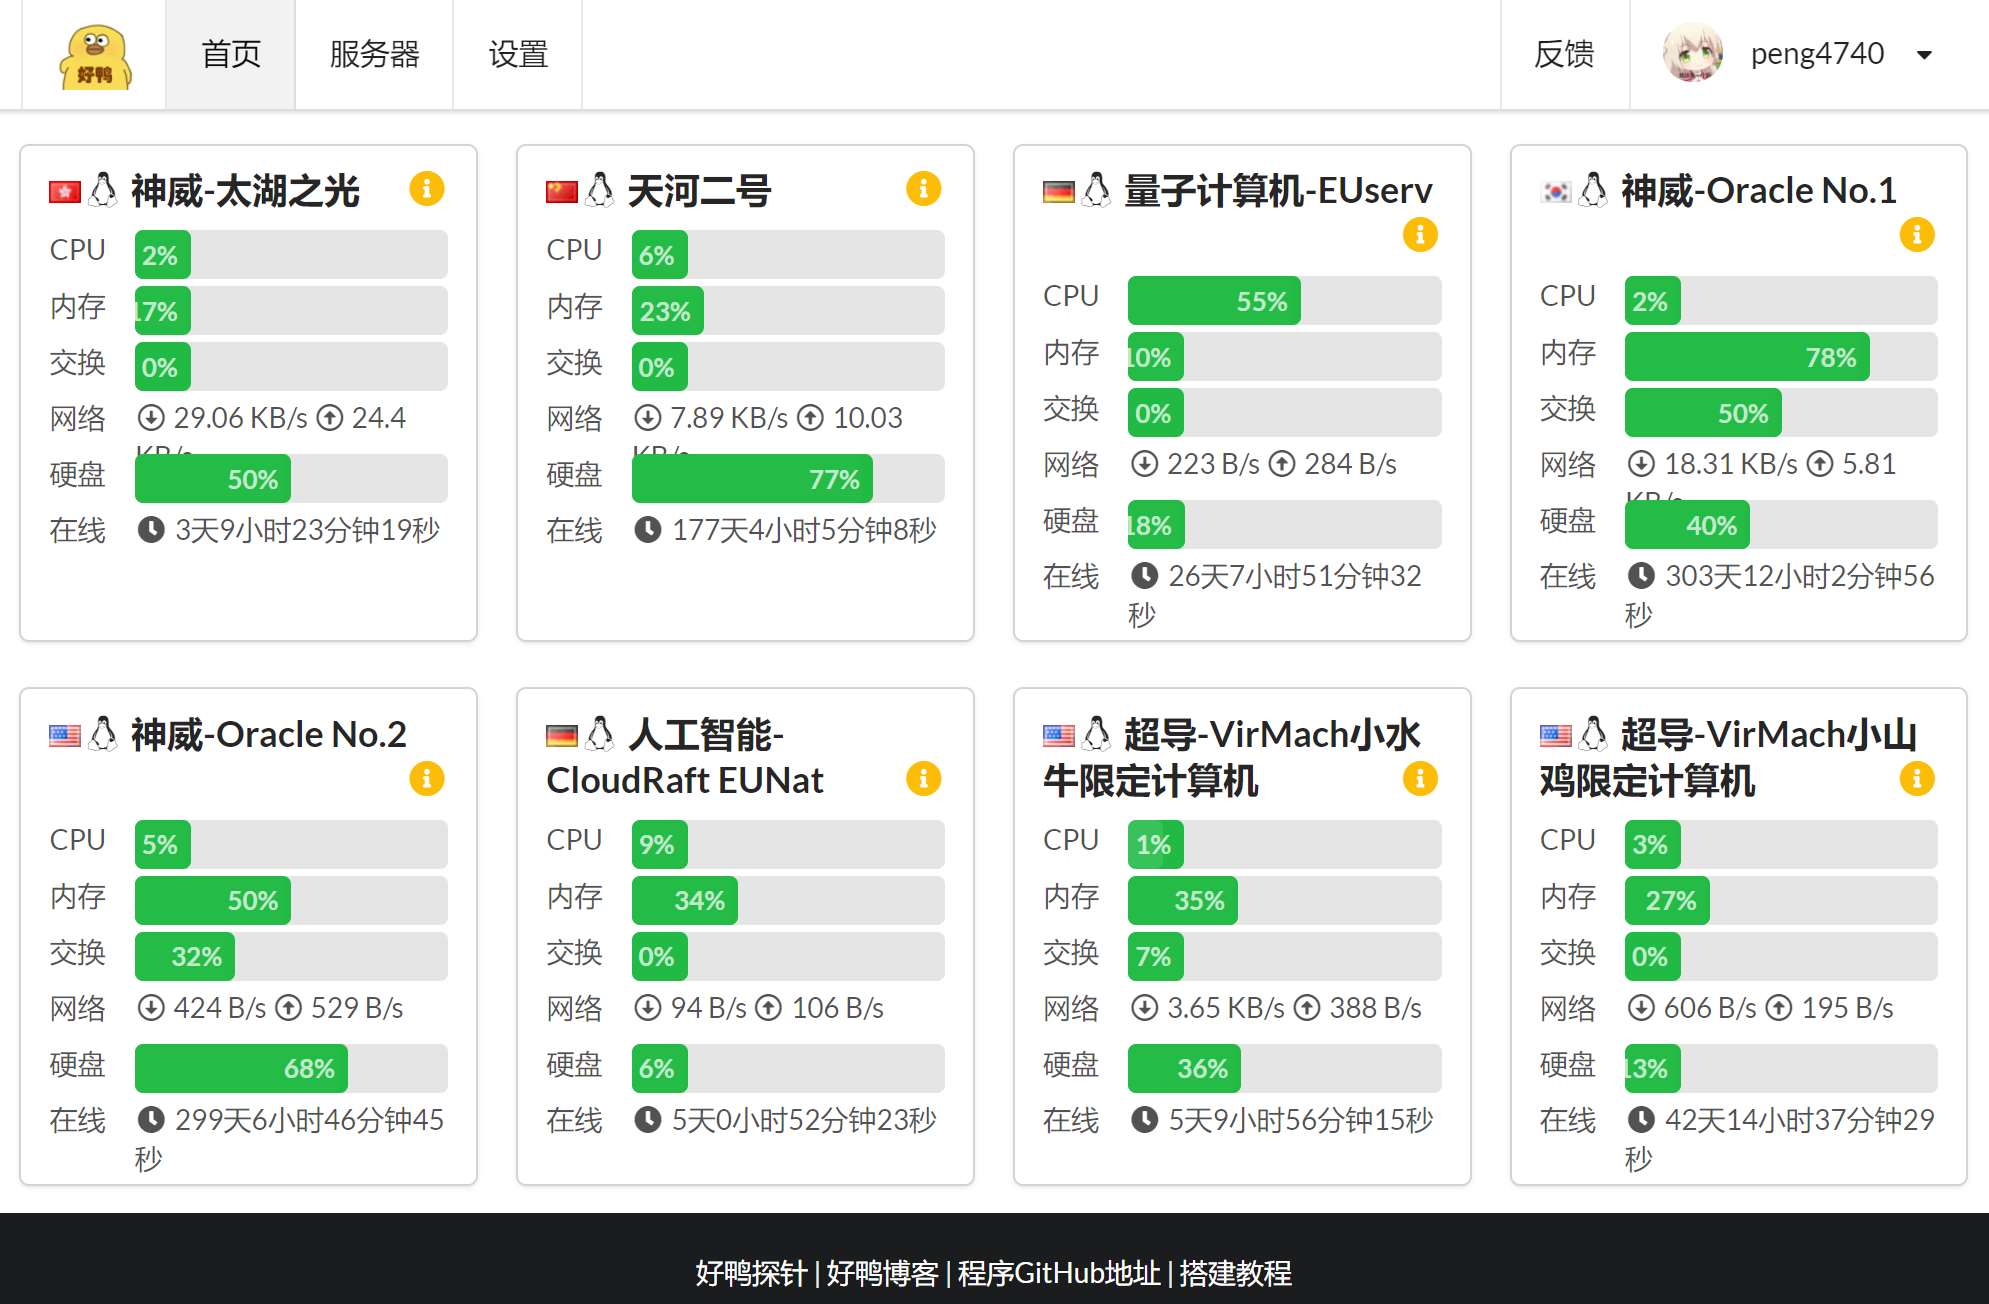 好鸭
首页
服务器
设置
反馈
peng4740
神威-太湖之光
CPU 2%
内存 17%
交换 0%
网络 29.06 KB/s 24.4
KB/s
硬盘 50%
在线 3天9小时23分钟19秒
天河二号
CPU 6%
内存 23%
交换 0%
网络 7.89 KB/s 10.03
KB/s
硬盘 77%
在线 177天4小时5分钟8秒
量子计算机-EUserv
CPU 55%
内存 10%
交换 0%
网络 223 B/s 284 B/s
硬盘 18%
在线 26天7小时51分钟32
秒
神威-Oracle No.1
CPU 2%
内存 78%
交换 50%
网络 18.31 KB/s 5.81
KB/s
硬盘 40%
在线 303天12小时2分钟56
秒
神威-Oracle No.2
CPU 5%
内存 50%
交换 32%
网络 424 B/s 529 B/s
硬盘 68%
在线 299天6小时46分钟45
秒
人工智能-
CloudRaft EUNat
CPU 9%
内存 34%
交换 0%
网络 94 B/s 106 B/s
硬盘 6%
在线 5天0小时52分钟23秒
超导-VirMach小水
牛限定计算机
CPU 1%
内存 35%
交换 7%
网络 3.65 KB/s 388 B/s
硬盘 36%
在线 5天9小时56分钟15秒
超导-VirMach小山
鸡限定计算机
CPU 3%
内存 27%
交换 0%
网络 606 B/s 195 B/s
硬盘 13%
在线 42天14小时37分钟29
秒
好鸭探针 | 好鸭博客 | 程序GitHub地址 | 搭建教程